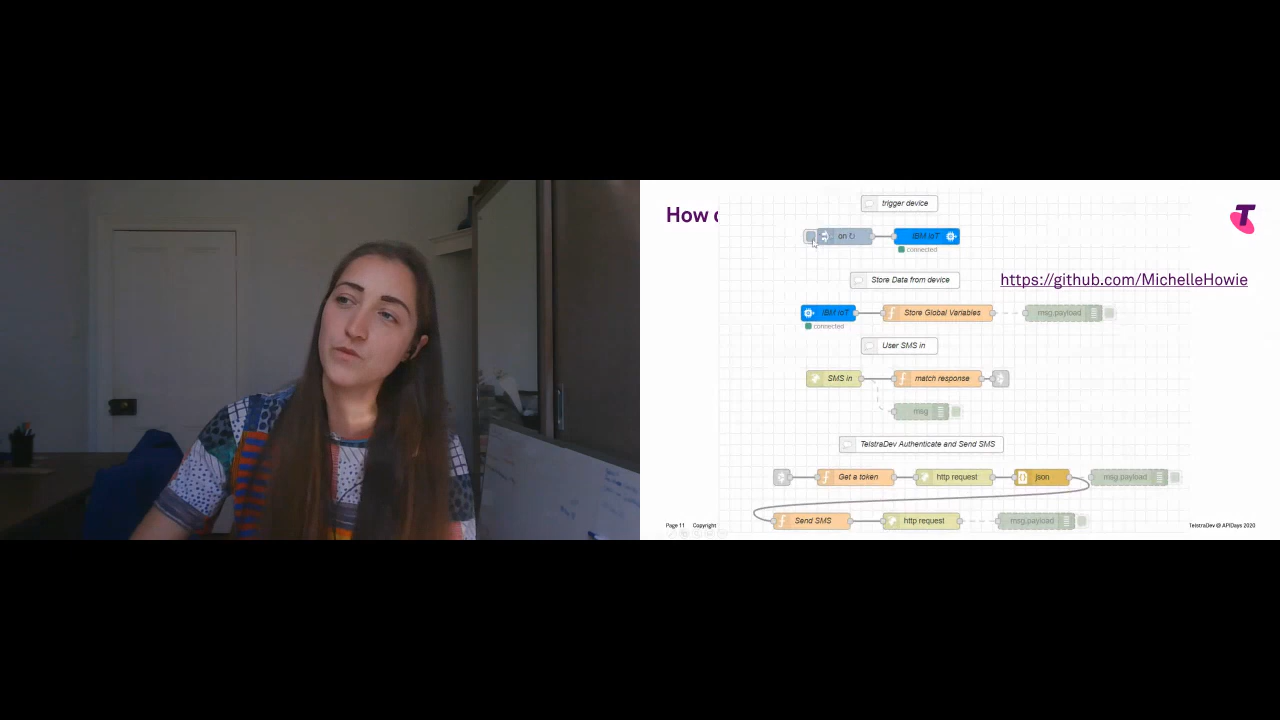 How
trigger device
on ↻
IBM IoT
connected
https://github.com/MichelleHowie
Store Data from device
IBM IoT
Store Global Variables
msg.payload
connected
User SMS in
SMS in
match response
msg
TelstraDev Authenticate and Send SMS
Get a token
http request
json
msg.payload
Send SMS
http request
msg.payload
Page 11
Copyright
TelstraDev @ APIDays 2020